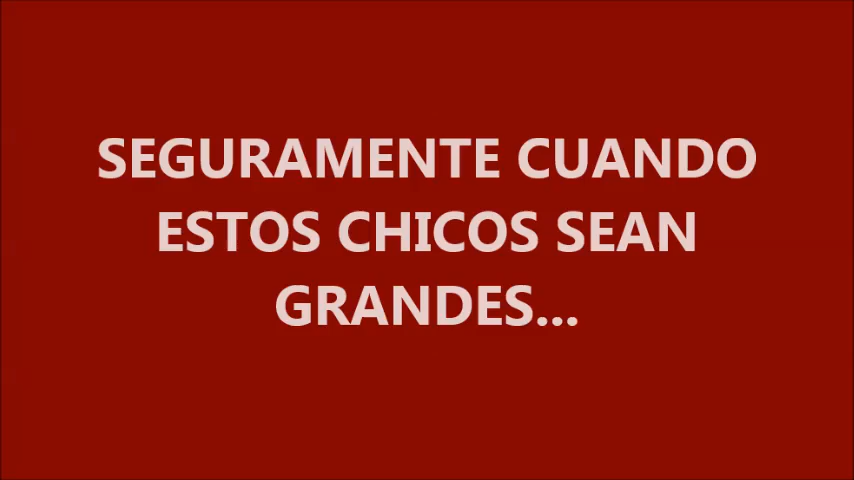 SEGURAMENTE CUANDO
ESTOS CHICOS SEAN
GRANDES...